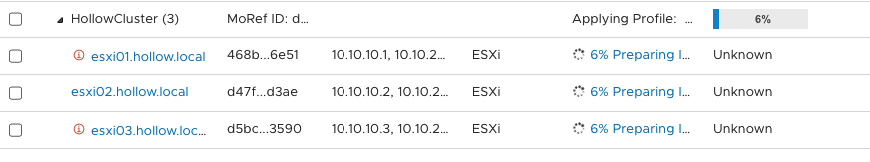 HollowCluster (3) MoRef ID: d... Applying Profile: ... 6%
esxi01.hollow.local 468b...6e51 10.10.10.1, 10.10.2... ESXi 6% Preparing I... Unknown
esxi02.hollow.local d47f...d3ae 10.10.10.2, 10.10.2... ESXi 6% Preparing I... Unknown
esxi03.hollow.loc... d5bc...3590 10.10.10.3, 10.10.2... ESXi 6% Preparing I... Unknown